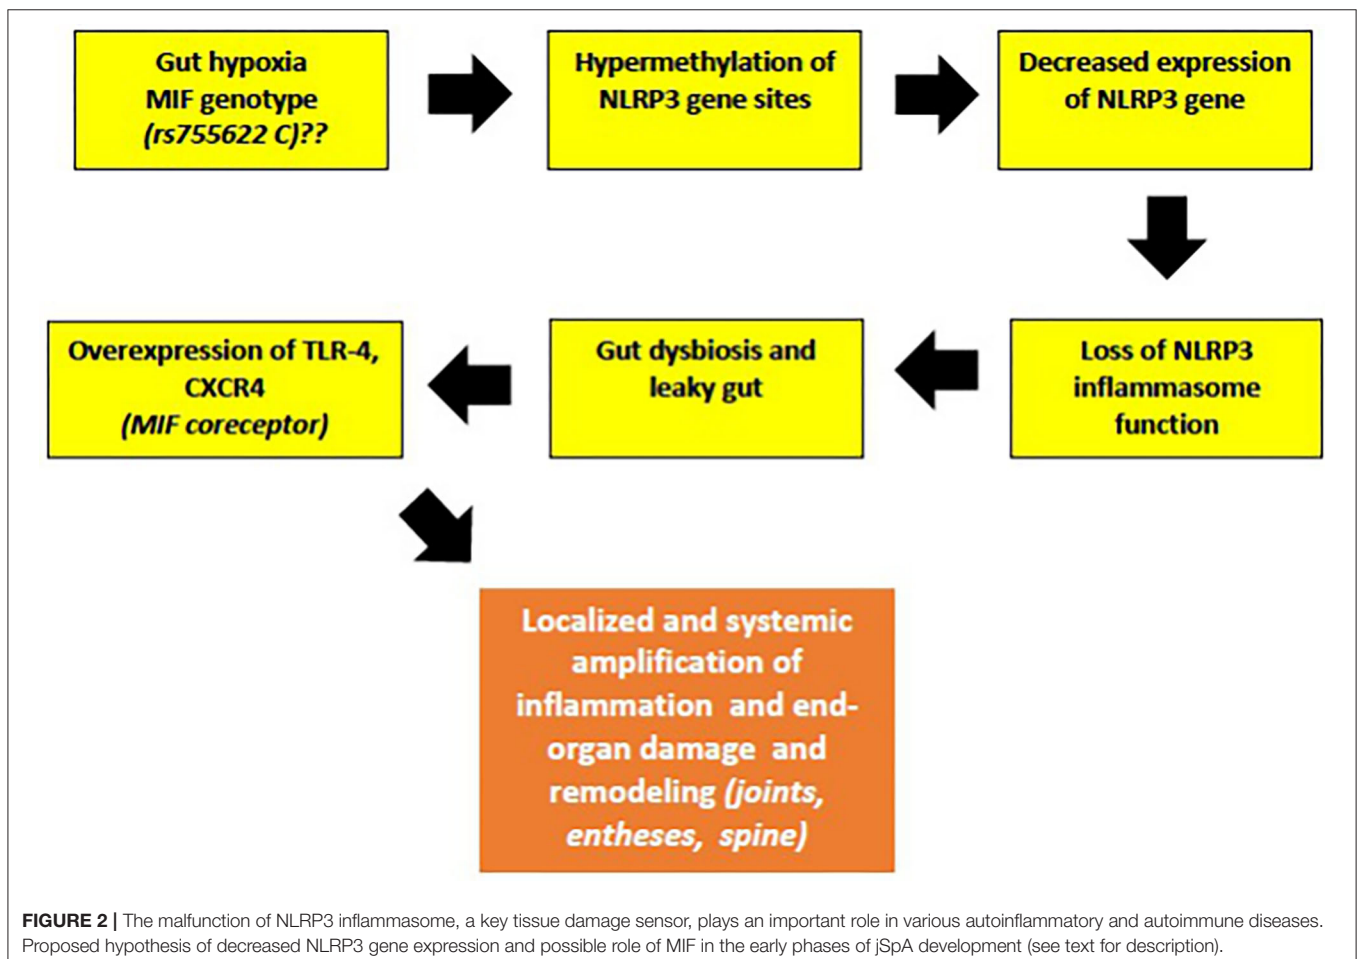 Gut hypoxia
MIF genotype
(rs755622 C)??
Hypermethylation of
NLRP3 gene sites
Decreased expression
of NLRP3 gene
Loss of NLRP3
inflammasome
function
Gut dysbiosis and
leaky gut
Overexpression of TLR-4,
CXCR4
(MIF coreceptor)
Localized and systemic
amplification of
inflammation and end-
organ damage and
remodeling (joints,
entheses, spine)
FIGURE 2 | The malfunction of NLRP3 inflammasome, a key tissue damage sensor, plays an important role in various autoinflammatory and autoimmune diseases.
Proposed hypothesis of decreased NLRP3 gene expression and possible role of MIF in the early phases of jSpA development (see text for description).